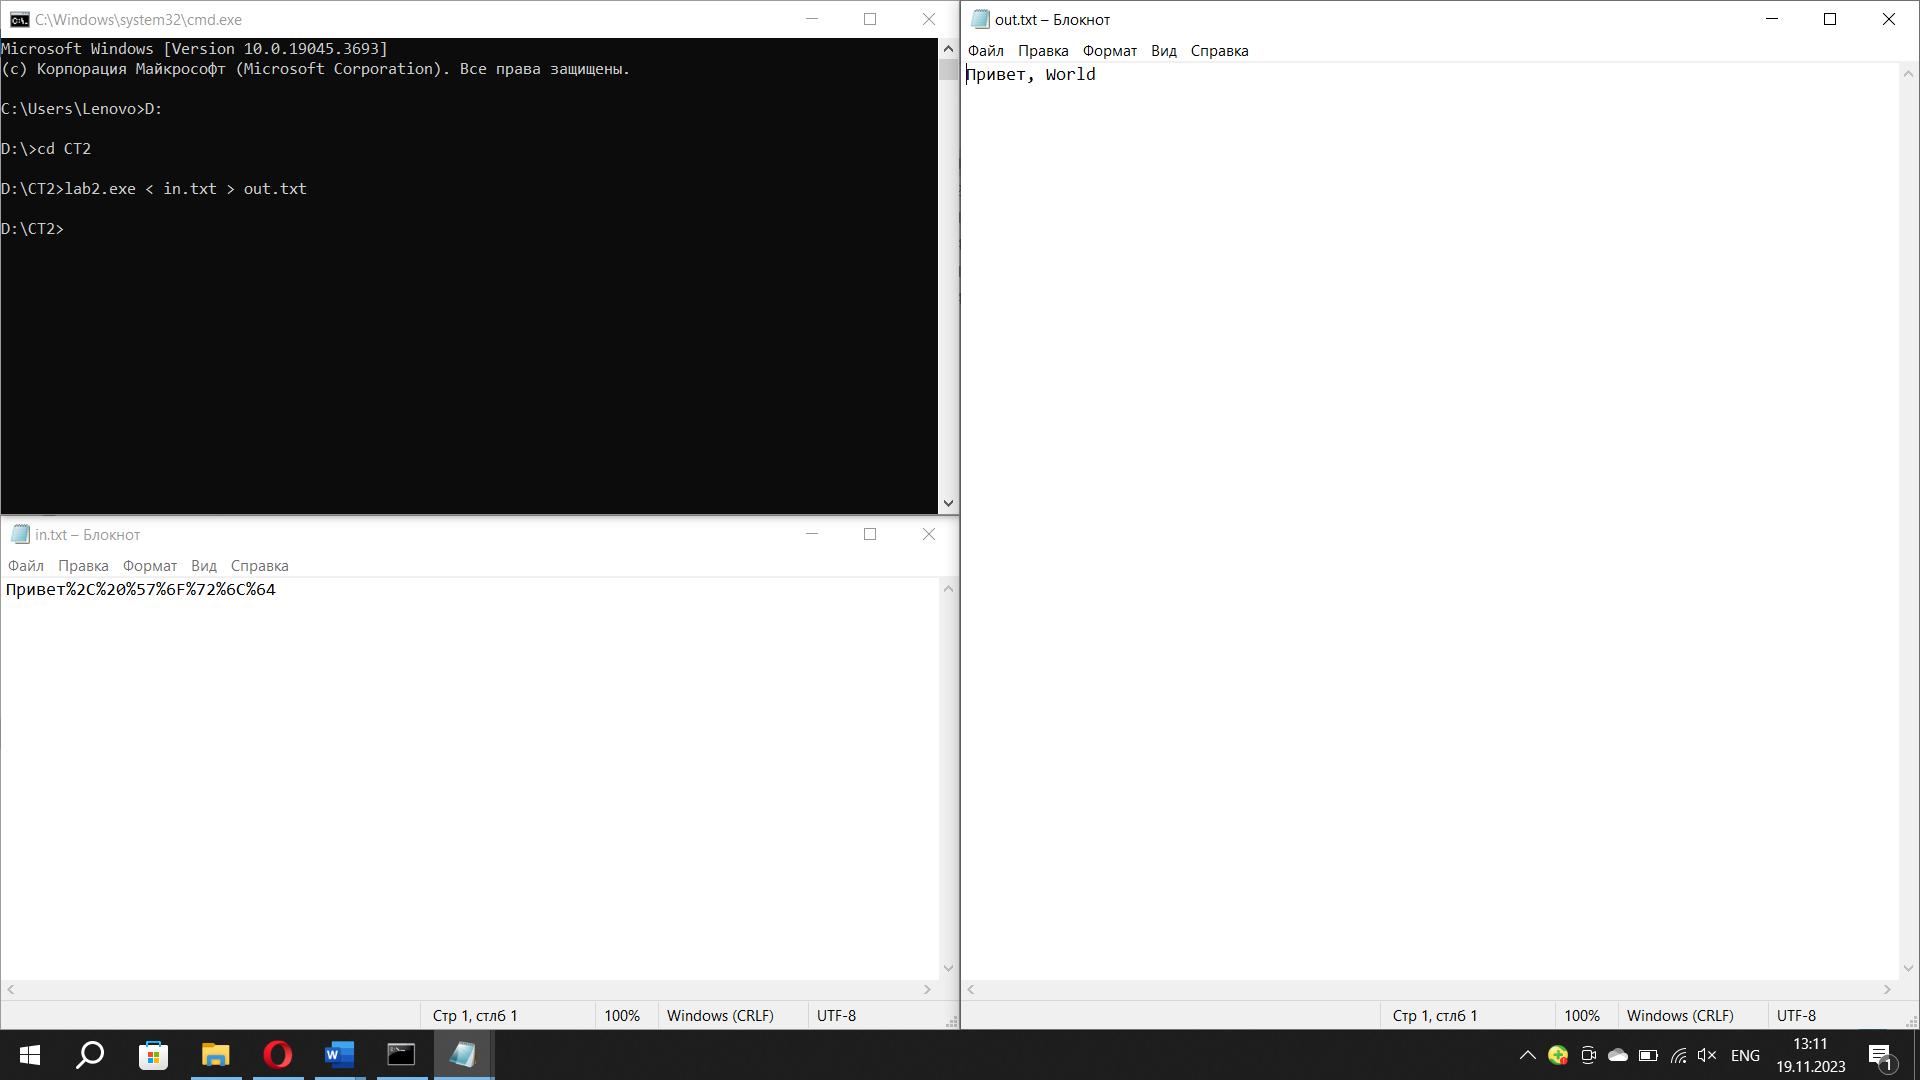 C:\Windows\system32\cmd.exe
Microsoft Windows [Version 10.0.19045.3693]
(c) Корпорация Майкрософт (Microsoft Corporation). Все права защищены.
C:\Users\Lenovo>D:
D:\>cd CT2
D:\CT2>lab2.exe < in.txt > out.txt
D:\CT2>
in.txt – Блокнот
Файл Правка Формат Вид Справка
Привет%2C%20%57%6F%72%6C%64
Стр 1, стлб 1 100% Windows (CRLF) UTF-8
out.txt – Блокнот
Файл Правка Формат Вид Справка
Привет, World
Стр 1, стлб 1 100% Windows (CRLF) UTF-8
ENG
13:11
19.11.2023
1